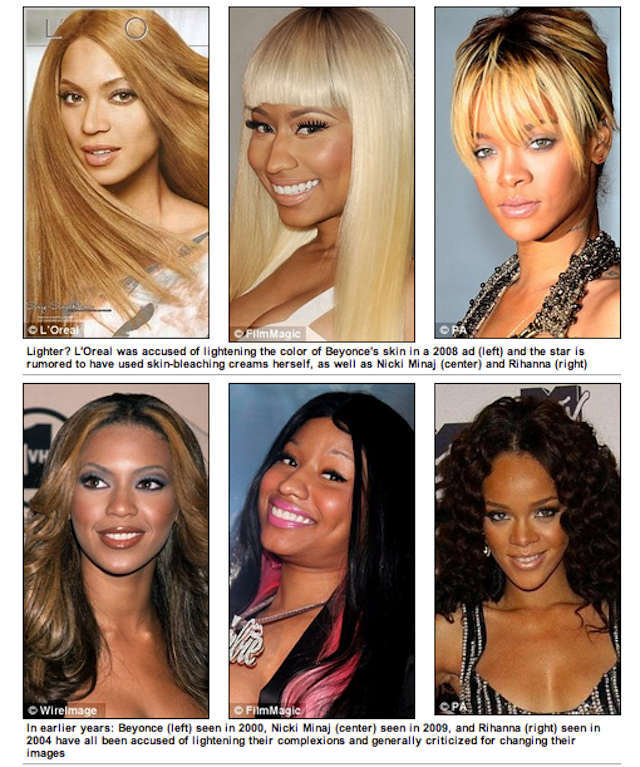 L O
© L'Oreal
© FilmMagic
© PA
Lighter? L'Oreal was accused of lightening the color of Beyonce's skin in a 2008 ad (left) and the star is
rumored to have used skin-bleaching creams herself, as well as Nicki Minaj (center) and Rihanna (right)
VH
© WireImage
© FilmMagic
© PA
In earlier years: Beyonce (left) seen in 2000, Nicki Minaj (center) seen in 2009, and Rihanna (right) seen in
2004 have all been accused of lightening their complexions and generally criticized for changing their
images